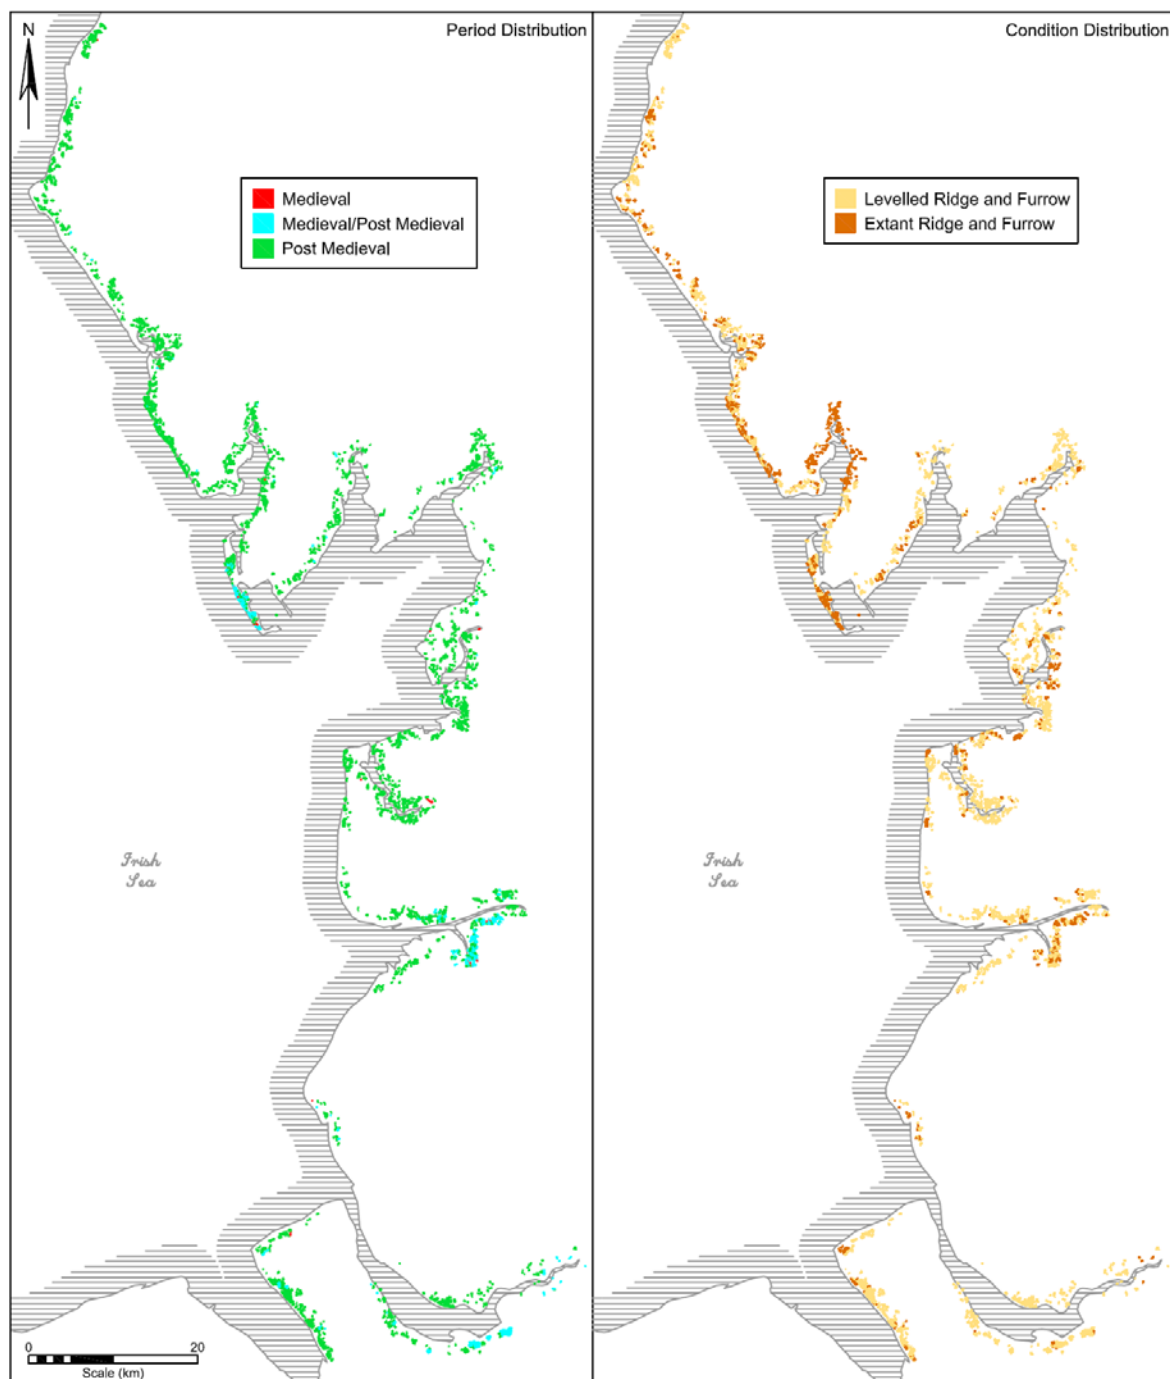 Period Distribution
N
Medieval
Medieval/Post Medieval
Post Medieval
Irish
Sea
0
20
Scale (km)
Condition Distribution
Levelled Ridge and Furrow
Extant Ridge and Furrow
Irish
Sea